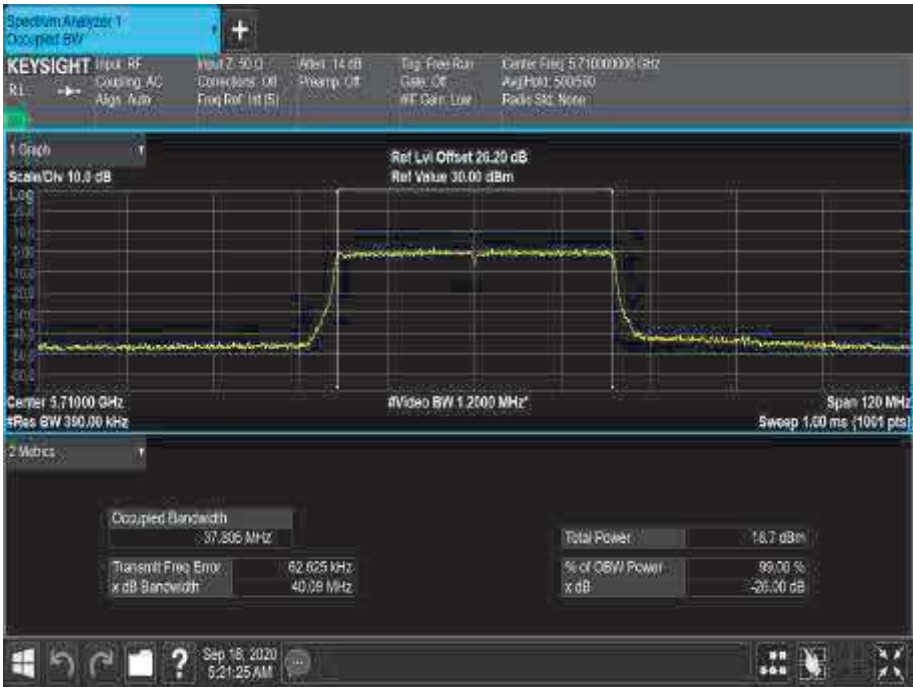 Spectrum Analyzer 1
Occupied BW
+
KEYSIGHT Input: RF Input Z: 50 Ω Atten: 14 dB Trig: Free Run Center Freq: 5.710000000 GHz
Coupling: AC Corrections: Off Preamp: Off Gate: Off Avg|Hold: 500/500
Align: Auto Freq Ref: Int (S) #IF Gain: Low Radio Std: None
1 Graph
Ref Lvl Offset 26.20 dB
Scale/Div 10.0 dB Ref Value 30.00 dBm
Log
20.0
10.0
0.00
Center 5.71000 GHz #Video BW 1.2000 MHz* Span 120 MHz
#Res BW 390.00 kHz Sweep 1.00 ms (1001 pts)
2 Metrics
Occupied Bandwidth
37.806 MHz Total Power 18.7 dBm
Transmit Freq Error 62.625 kHz % of OBW Power 99.00 %
x dB Bandwidth 40.09 MHz x dB -26.00 dB
?
Sep 18, 2020
5:21:25 AM